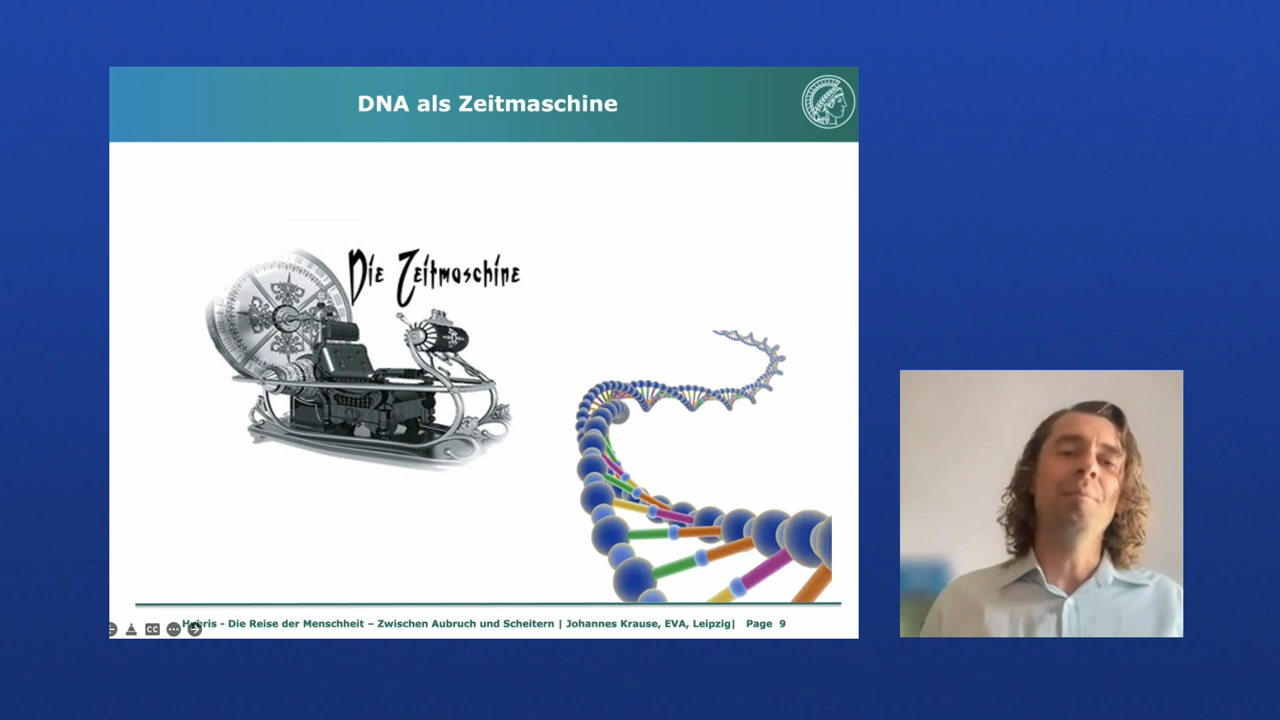 DNA als Zeitmaschine
Die Zeitmaschine
CC
Hybris - Die Reise der Menschheit – Zwischen Aubruch und Scheitern | Johannes Krause, EVA, Leipzig| Page 9